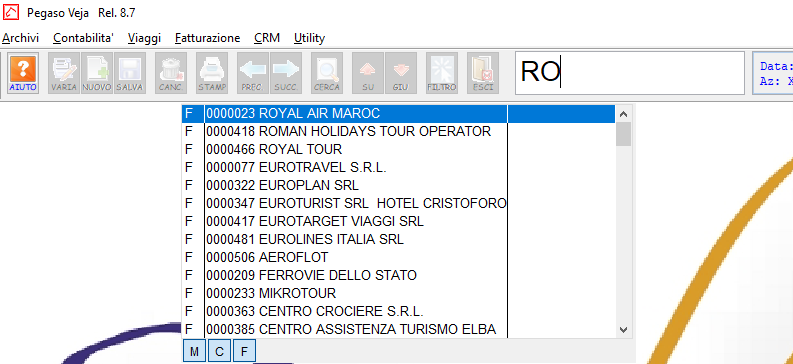 Pegaso Veja   Rel. 8.7
Archivi Contabilita' Viaggi Fatturazione CRM Utility
AIUTO VARIA NUOVO SALVA CANC STAMP PREC. SUCC. CERCA SU GIU FILTRO ESCI
RO
Data:
Az: X
F 0000023 ROYAL AIR MAROC
F 0000418 ROMAN HOLIDAYS TOUR OPERATOR
F 0000466 ROYAL TOUR
F 0000077 EUROTRAVEL S.R.L.
F 0000322 EUROPLAN SRL
F 0000347 EUROTURIST SRL  HOTEL CRISTOFORO
F 0000417 EUROTARGET VIAGGI SRL
F 0000481 EUROLINES ITALIA SRL
F 0000506 AEROFLOT
F 0000209 FERROVIE DELLO STATO
F 0000233 MIKROTOUR
F 0000363 CENTRO CROCIERE S.R.L.
F 0000385 CENTRO ASSISTENZA TURISMO ELBA
M C F